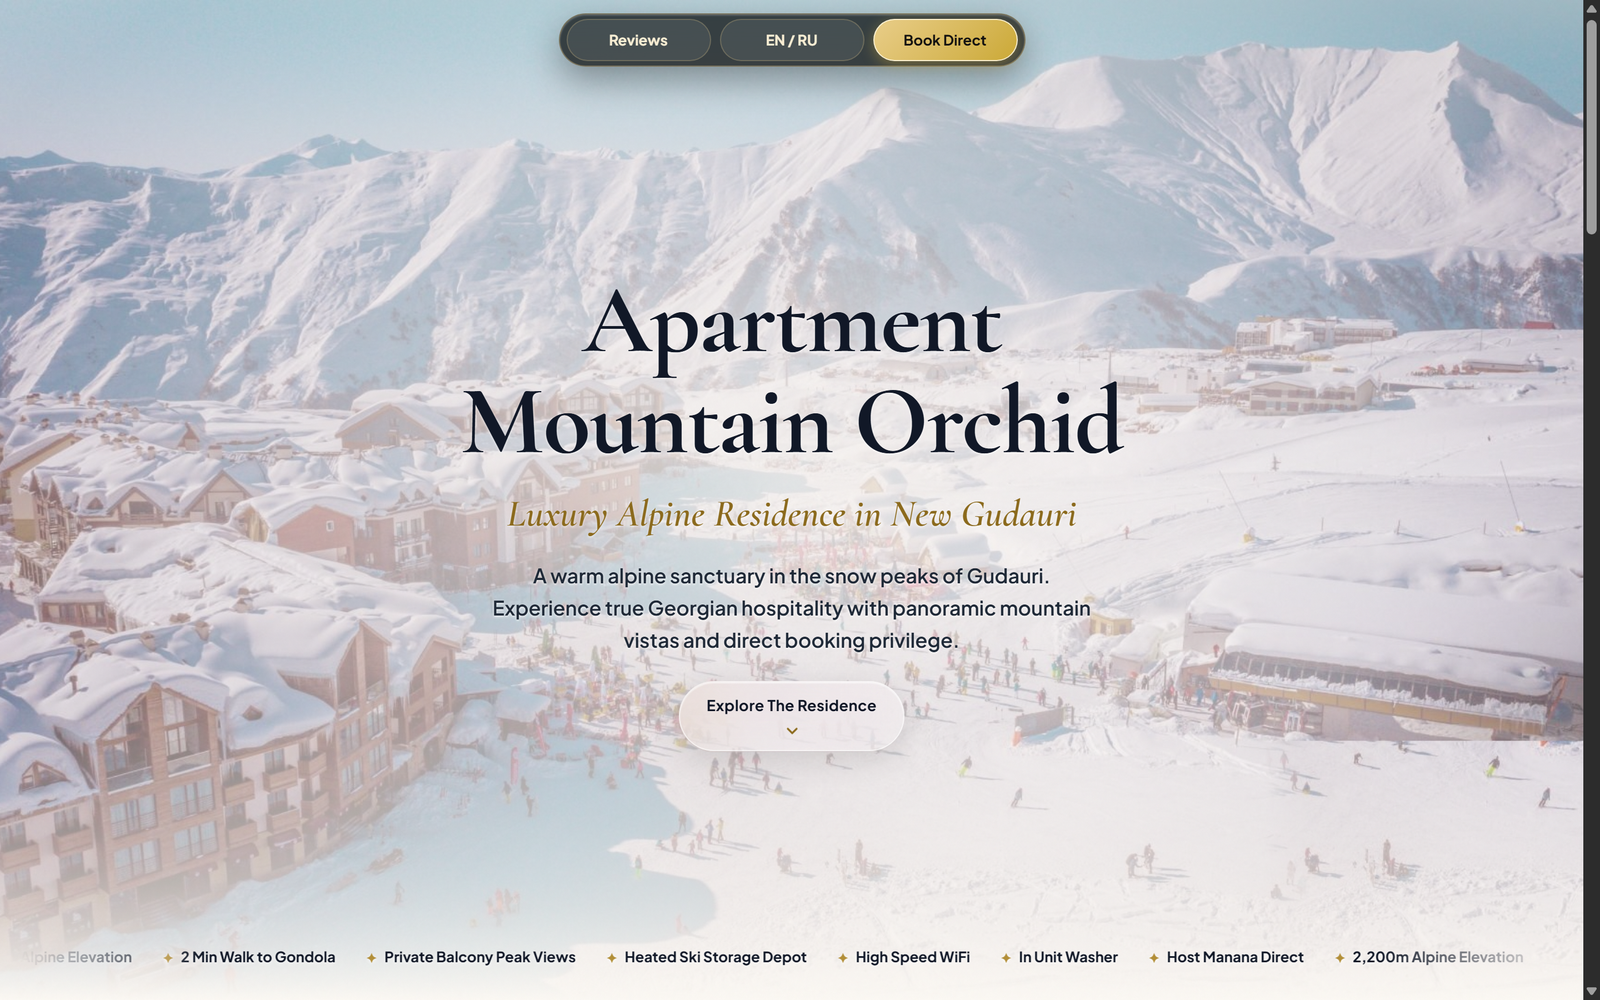 Reviews
EN / RU
Book Direct
Apartment
Mountain Orchid
Luxury Alpine Residence in New Gudauri
A warm alpine sanctuary in the snow peaks of Gudauri.
Experience true Georgian hospitality with panoramic mountain
vistas and direct booking privilege.
Explore The Residence
lpine Elevation ✦ 2 Min Walk to Gondola ✦ Private Balcony Peak Views ✦ Heated Ski Storage Depot ✦ High Speed WiFi ✦ In Unit Washer ✦ Host Manana Direct ✦ 2,200m Alpine Elevation